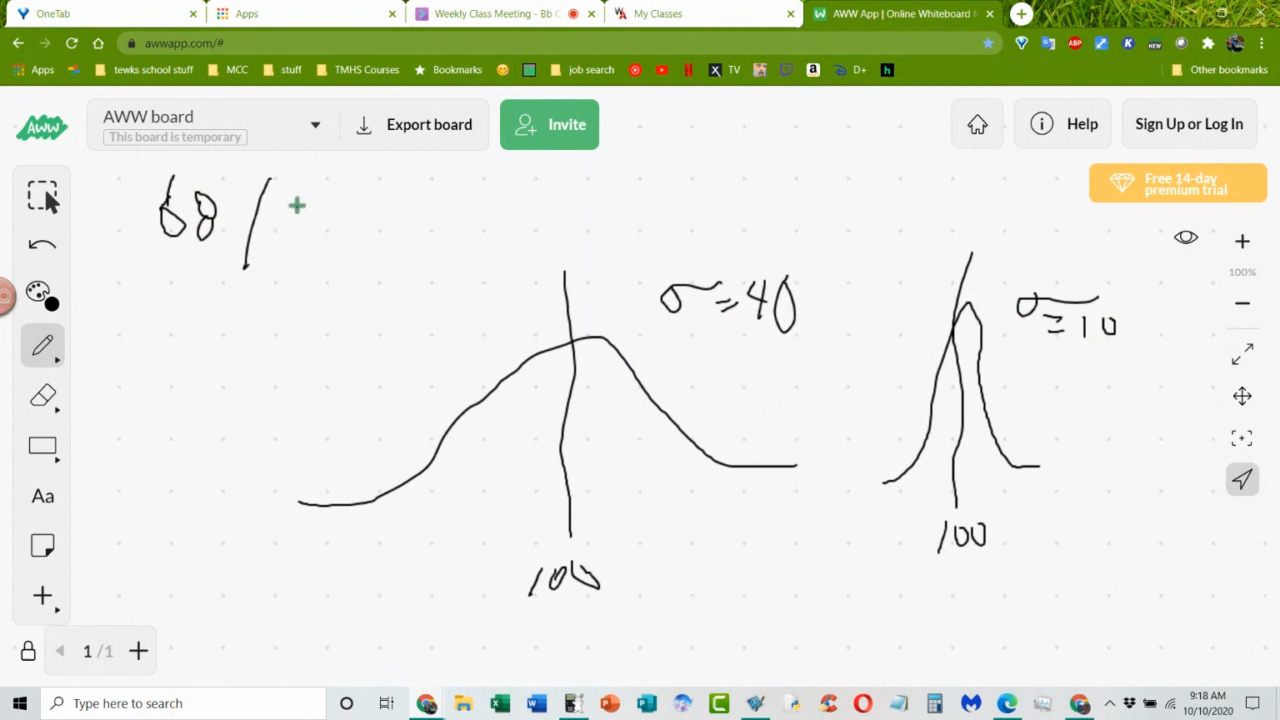 OneTab
Apps
Weekly Class Meeting - Bb C
My Classes
AWW App | Online Whiteboard
awwapp.com/#
Apps
tewks school stuff
MCC
stuff
TMHS Courses
Bookmarks
job search
TV
D+
Other bookmarks
AWW board
This board is temporary
Export board
Invite
Help
Sign Up or Log In
Free 14-day
premium trial
68 /
σ=40
σ
=10
100%
100
100
Aa
1 /1
Type here to search
9:18 AM
10/10/2020